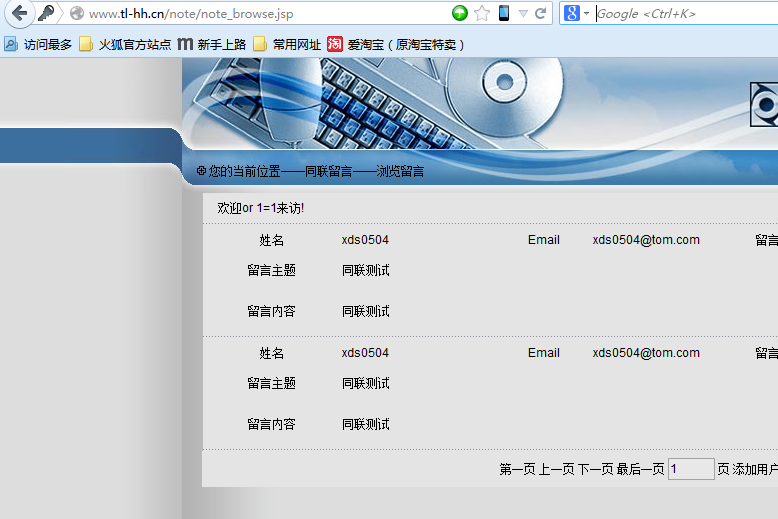 www.tl-hh.cn/note/note_browse.jsp
Google <Ctrl+K>
访问最多 火狐官方站点 新手上路 常用网址 爱淘宝（原淘宝特卖）
您的当前位置——同联留言——浏览留言
欢迎or 1=1来访!
姓名 xds0504 Email xds0504@tom.com 留言
留言主题 同联测试
留言内容 同联测试
姓名 xds0504 Email xds0504@tom.com 留言
留言主题 同联测试
留言内容 同联测试
第一页 上一页 下一页 最后一页 1 页 添加用户